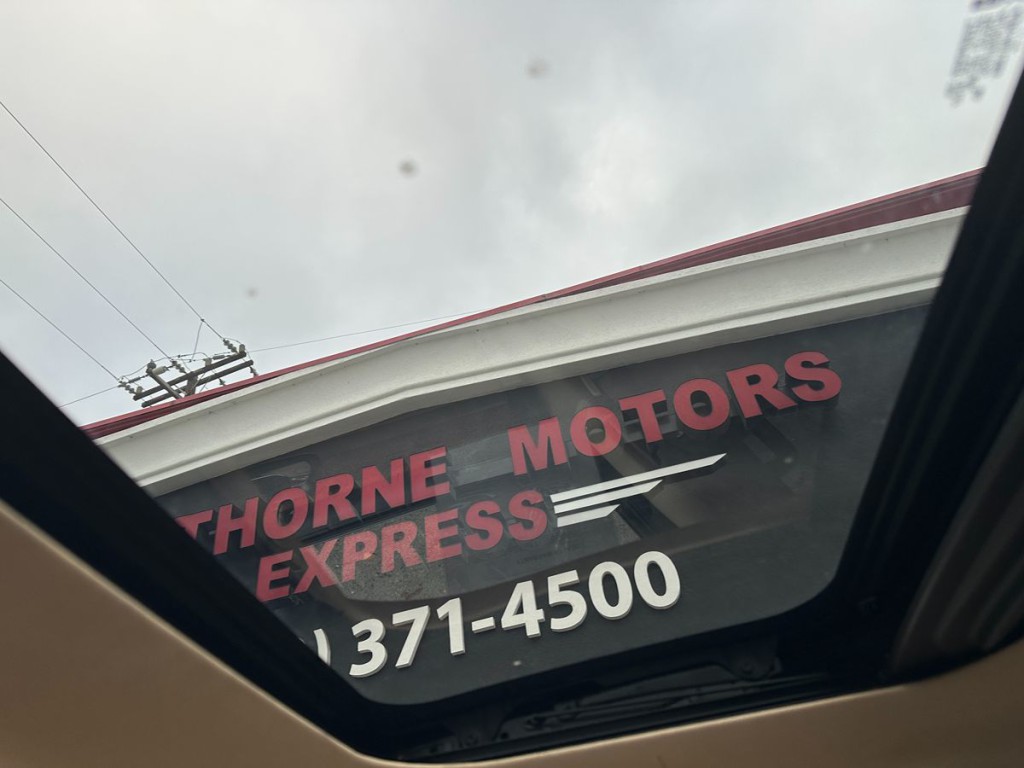 THORNE MOTORS
EXPRESS
) 371-4500